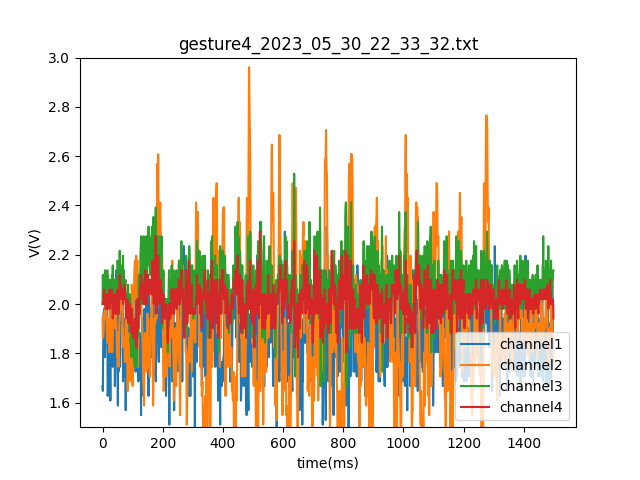 gesture4_2023_05_30_22_33_32.txt
3.0
2.8
2.6
2.4
2.2
2.0
1.8
1.6
V(V)
channel1
channel2
channel3
channel4
0 200 400 600 800 1000 1200 1400
time(ms)